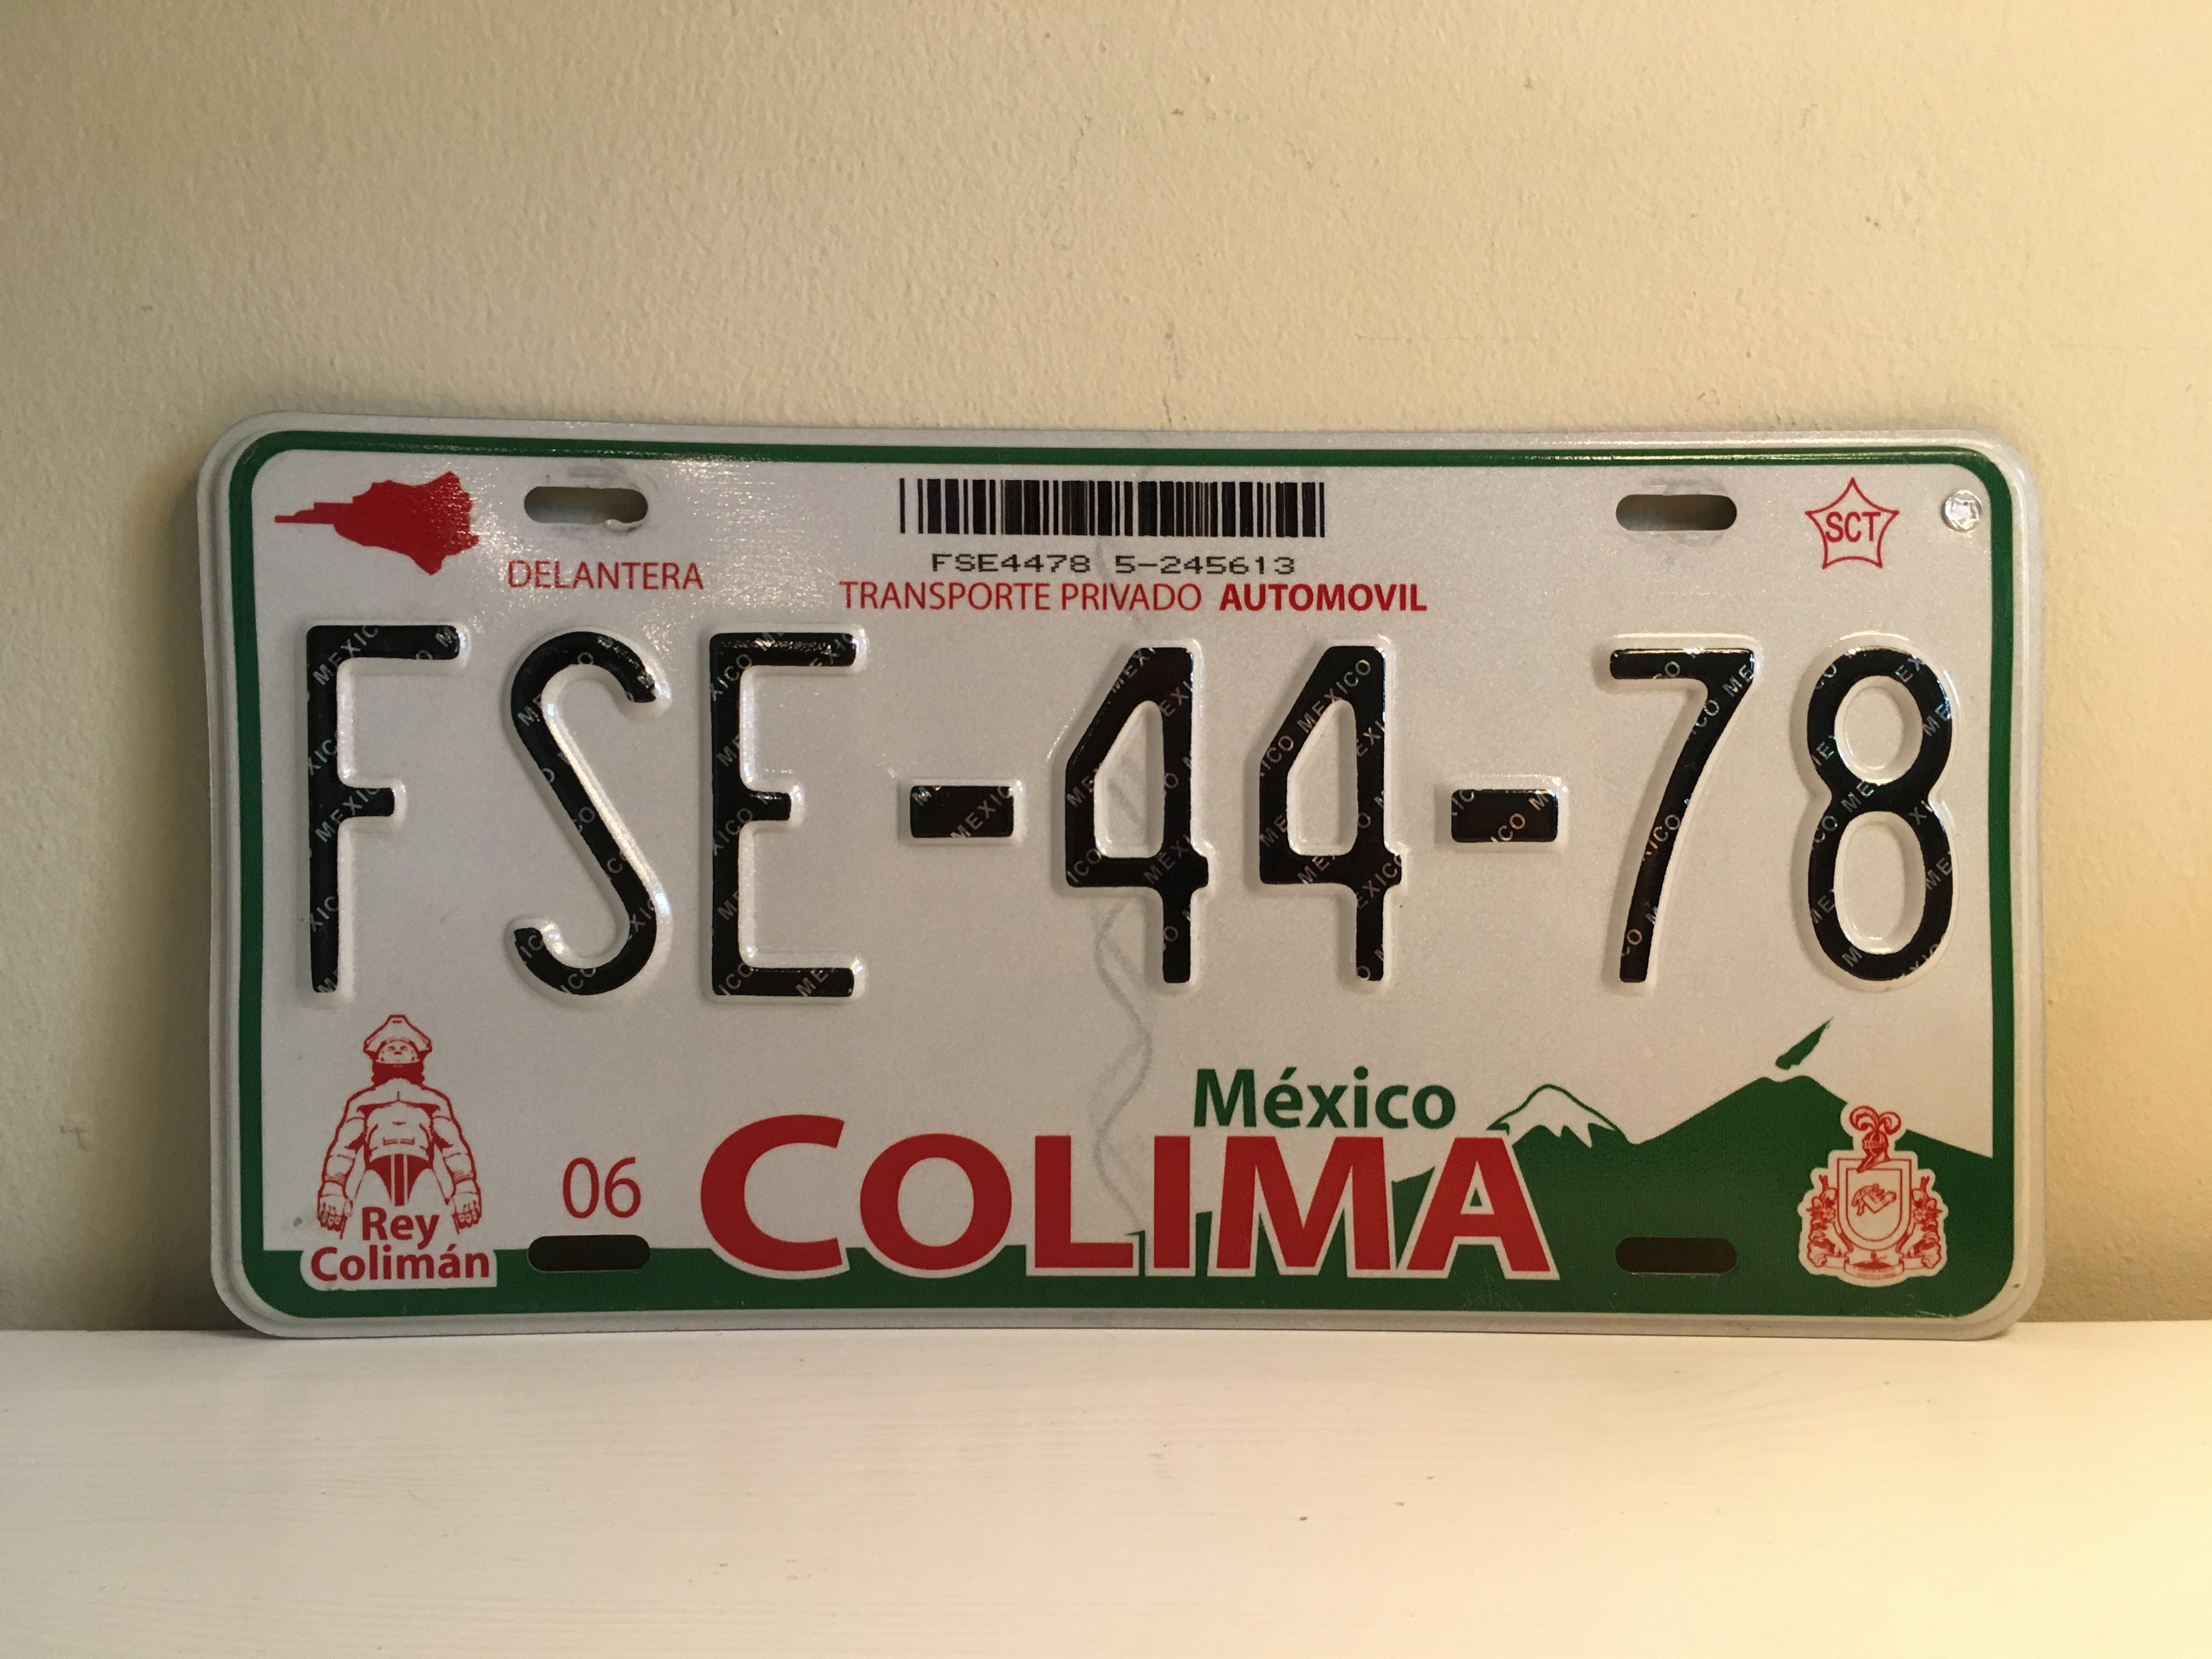 FSE4478 5-245613
SCT
DELANTERA
TRANSPORTE PRIVADO AUTOMOVIL
FSE-44-78
México
06
COLIMA
Rey
Colimán